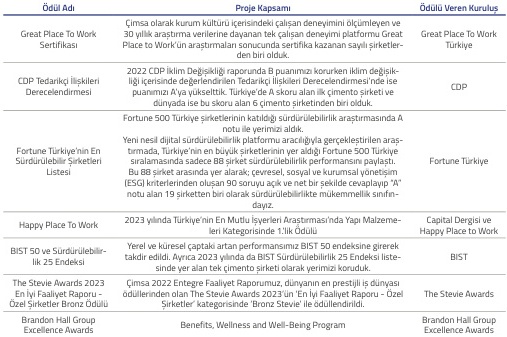 Ödül Adı
Proje Kapsamı
Ödülü Veren Kuruluş
Great Place To Work
Sertifikası
Çimsa olarak kurum kültürü içerisindeki çalışan deneyimini ölçümleyen ve
30 yıllık araştırma verilerine dayanan tek çalışan deneyimi platformu Great
Place to Work'ün araştırmaları sonucunda sertifika kazanan sayılı şirketler-
den biri olduk.
Great Place To Work
Türkiye
CDP Tedarikçi İlişkileri
Derecelendirmesi
2022 CDP İklim Değişikliği raporunda B puanımızı korurken iklim değişik-
liği içerisinde değerlendirilen Tedarikçi İlişkileri Derecelendirmesi'nde ise
puanımızı A'ya yükselttik. Türkiye'de A skoru alan ilk çimento şirketi ve
dünyada ise bu skoru alan 6 çimento şirketinden biri olduk.
CDP
Fortune Türkiye'nin En
Sürdürülebilir Şirketleri
Listesi
Fortune 500 Türkiye şirketlerinin katıldığı sürdürülebilirlik araştırmasında A
notu ile yerimizi aldık.
Yeni nesil dijital sürdürülebilirlik platformu aracılığıyla gerçekleştirilen araş-
tırmada, Türkiye'nin en büyük şirketlerinin yer aldığı Fortune 500 Türkiye
sıralamasında sadece 88 şirket sürdürülebilirlik performansını paylaştı.
Bu 88 şirket arasında yer alarak; çevresel, sosyal ve kurumsal yönetişim
(ESG) kriterlerinden oluşan 90 soruyu açık ve net bir şekilde cevaplayıp "A"
notu alan 19 şirketten biri olarak sürdürülebilirlikte mükemmellik sınıfın-
dayız.
Fortune Türkiye
Happy Place To Work
2023 yılında Türkiye'nin En Mutlu İşyerleri Araştırması'nda Yapı Malzeme-
leri Kategorisinde 1.'lik Ödülü
Capital Dergisi ve
Happy Place to Work
BIST 50 ve Sürdürülebilir-
lik 25 Endeksi
Yerel ve küresel çaptaki artan performansımız BIST 50 endeksine girerek
takdir edildi. Ayrıca 2023 yılında da BIST Sürdürülebilirlik 25 Endeksi liste-
sinde yer alan tek çimento şirketi olarak yerimizi koruduk.
BIST
The Stevie Awards 2023
En İyi Faaliyet Raporu -
Özel Şirketler Bronz Ödülü
Çimsa 2022 Entegre Faaliyet Raporumuz, dünyanın en prestijli iş dünyası
ödüllerinden olan The Stevie Awards 2023'ün 'En İyi Faaliyet Raporu - Özel
Şirketler' kategorisinde 'Bronz Stevie' ile ödüllendirildi.
The Stevie Awards
Brandon Hall Group
Excellence Awards
Benefits, Wellness and Well-Being Program
Brandon Hall Group
Excellence Awards